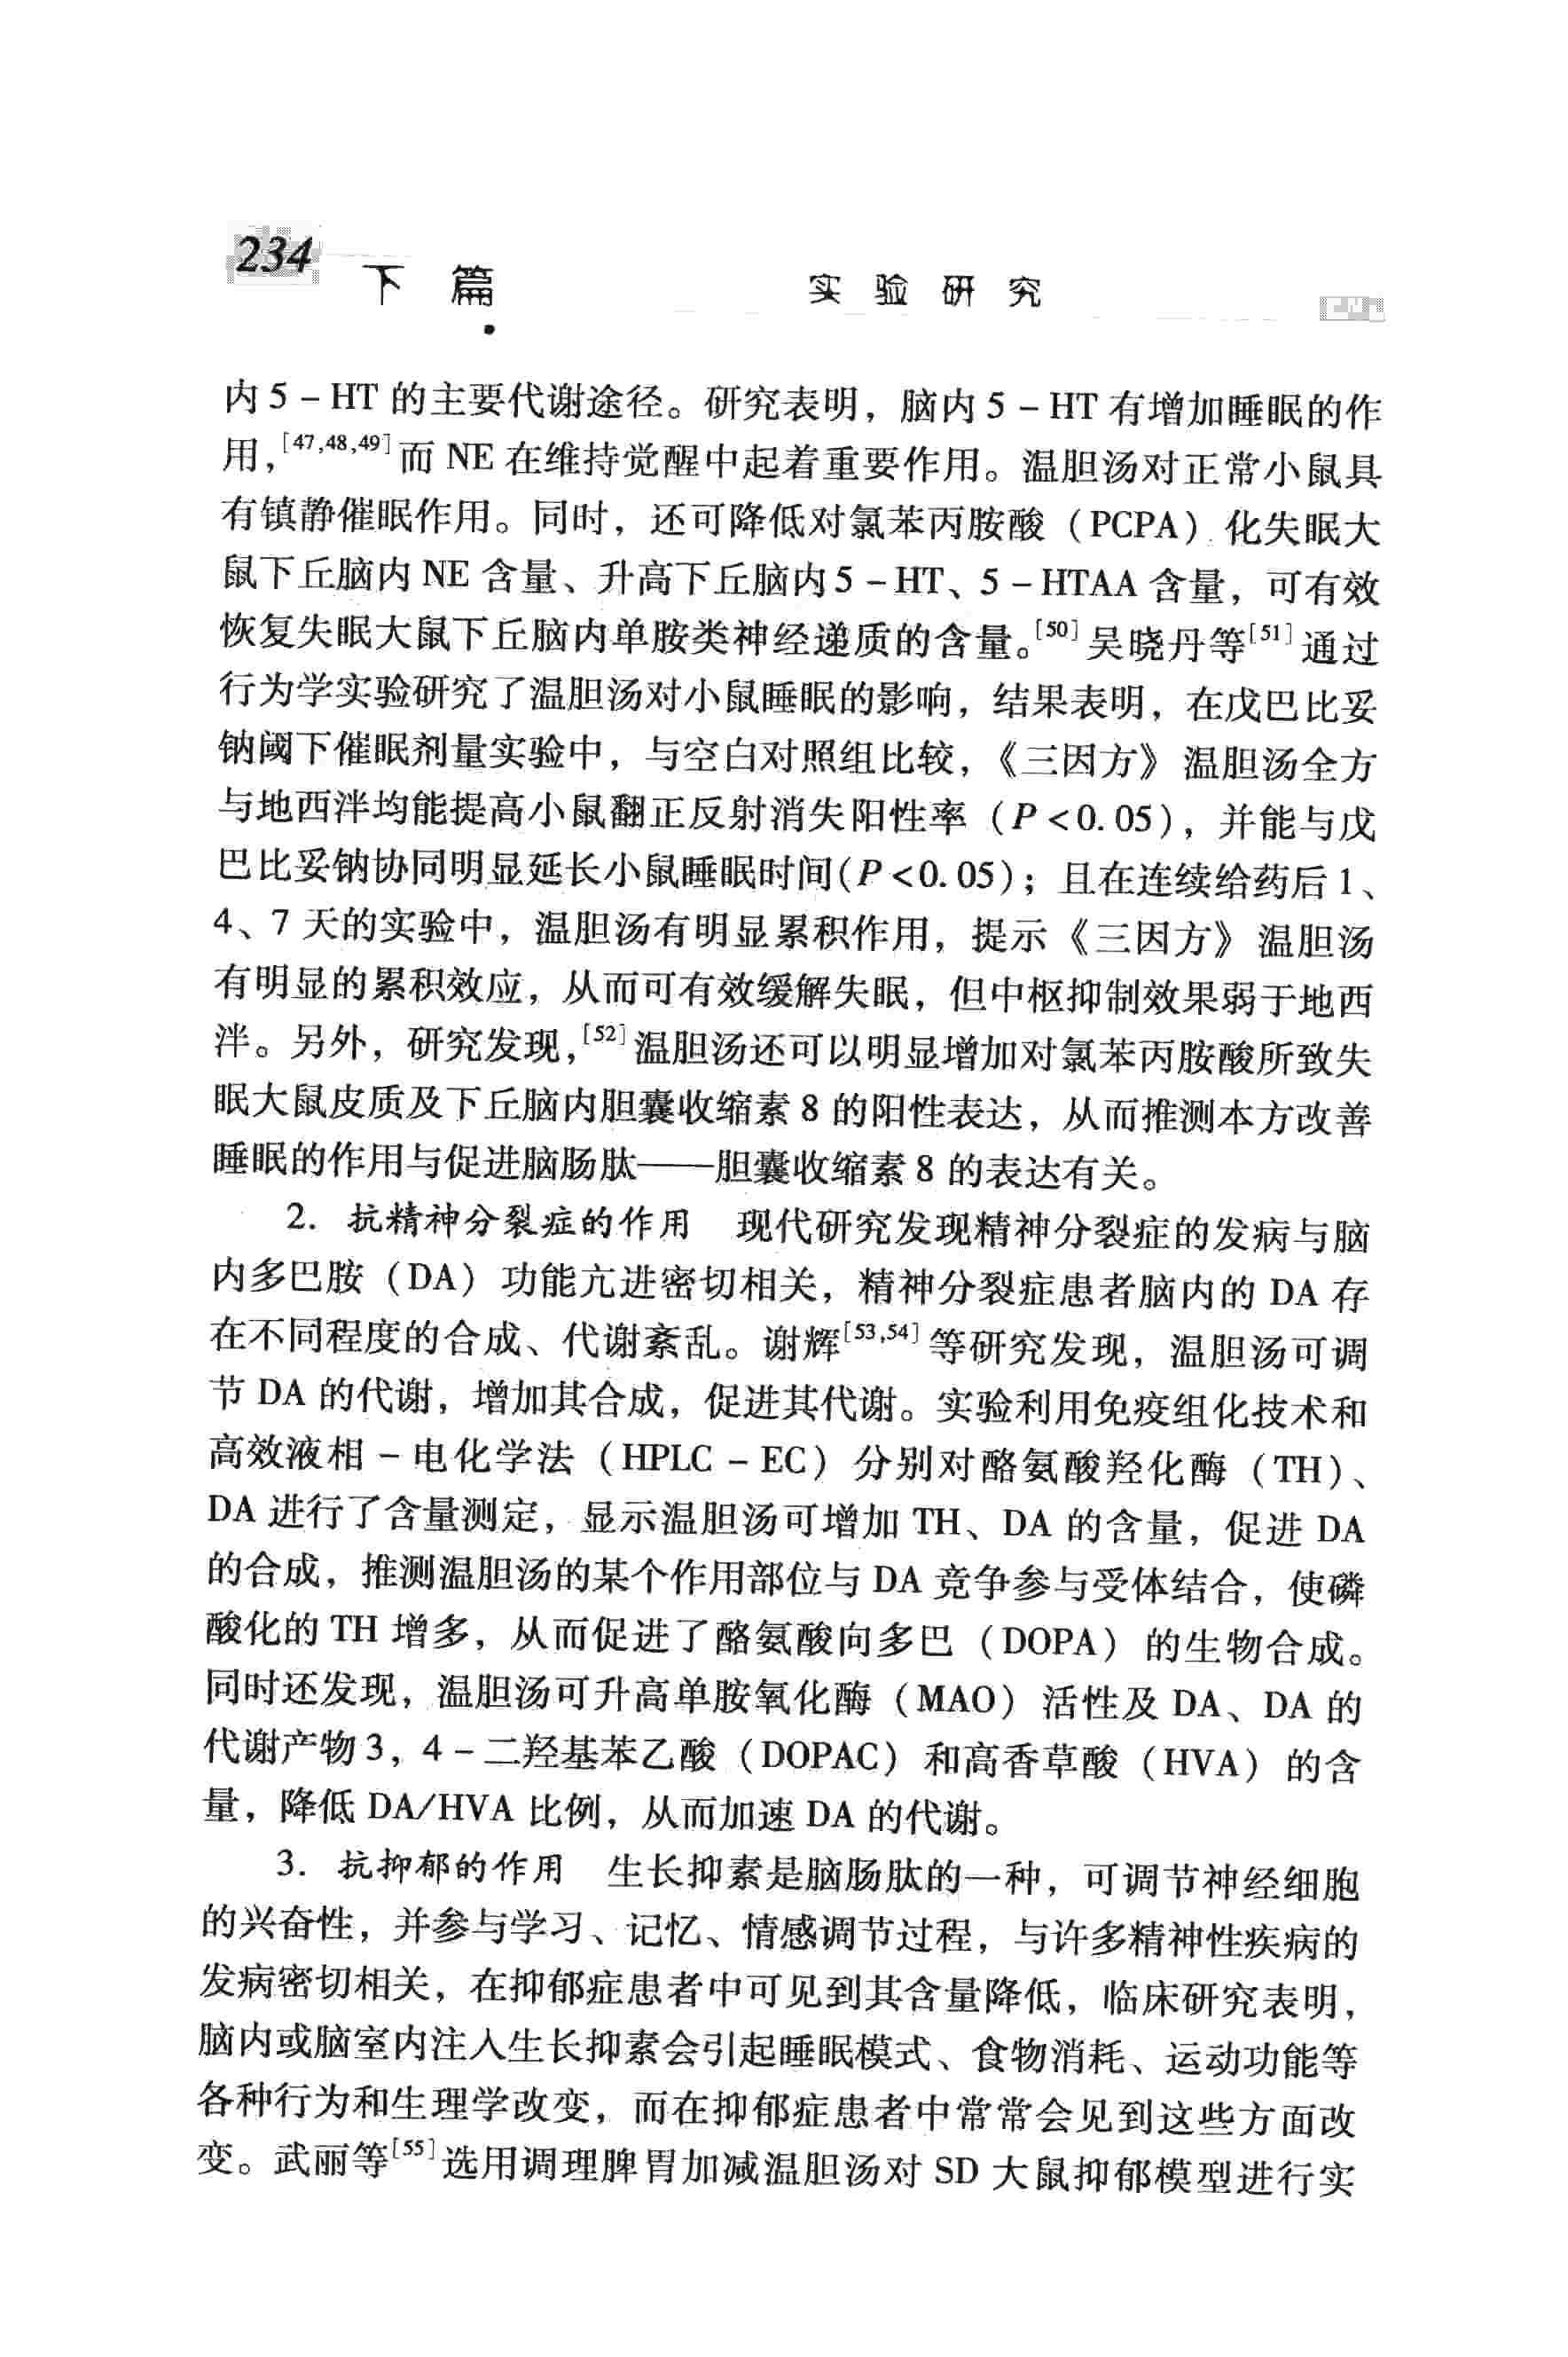 234
下 篇
实 验 研 究
内 5 - HT 的主要代谢途径。研究表明，脑内 5 - HT 有增加睡眠的作
用，[47,48,49]而 NE 在维持觉醒中起着重要作用。温胆汤对正常小鼠具
有镇静催眠作用。同时，还可降低对氯苯丙胺酸（PCPA）化失眠大
鼠下丘脑内 NE 含量、升高下丘脑内 5 - HT、5 - HTAA 含量，可有效
恢复失眠大鼠下丘脑内单胺类神经递质的含量。[50]吴晓丹等[51]通过
行为学实验研究了温胆汤对小鼠睡眠的影响，结果表明，在戊巴比妥
钠阈下催眠剂量实验中，与空白对照组比较，《三因方》温胆汤全方
与地西泮均能提高小鼠翻正反射消失阳性率（P < 0. 05），并能与戊
巴比妥钠协同明显延长小鼠睡眠时间(P < 0. 05)；且在连续给药后 1、
4、7 天的实验中，温胆汤有明显累积作用，提示《三因方》温胆汤
有明显的累积效应，从而可有效缓解失眠，但中枢抑制效果弱于地西
泮。另外，研究发现，[52]温胆汤还可以明显增加对氯苯丙胺酸所致失
眠大鼠皮质及下丘脑内胆囊收缩素 8 的阳性表达，从而推测本方改善
睡眠的作用与促进脑肠肽——胆囊收缩素 8 的表达有关。
2. 抗精神分裂症的作用 现代研究发现精神分裂症的发病与脑
内多巴胺（DA）功能亢进密切相关，精神分裂症患者脑内的 DA 存
在不同程度的合成、代谢紊乱。谢辉[53,54]等研究发现，温胆汤可调
节 DA 的代谢，增加其合成，促进其代谢。实验利用免疫组化技术和
高效液相 - 电化学法（HPLC - EC）分别对酪氨酸羟化酶（TH）、
DA 进行了含量测定，显示温胆汤可增加 TH、DA 的含量，促进 DA
的合成，推测温胆汤的某个作用部位与 DA 竞争参与受体结合，使磷
酸化的 TH 增多，从而促进了酪氨酸向多巴（DOPA）的生物合成。
同时还发现，温胆汤可升高单胺氧化酶（MAO）活性及 DA、DA 的
代谢产物 3，4 - 二羟基苯乙酸（DOPAC）和高香草酸（HVA）的含
量，降低 DA/HVA 比例，从而加速 DA 的代谢。
3. 抗抑郁的作用 生长抑素是脑肠肽的一种，可调节神经细胞
的兴奋性，并参与学习、记忆、情感调节过程，与许多精神性疾病的
发病密切相关，在抑郁症患者中可见到其含量降低，临床研究表明，
脑内或脑室内注入生长抑素会引起睡眠模式、食物消耗、运动功能等
各种行为和生理学改变，而在抑郁症患者中常常会见到这些方面改
变。武丽等[55]选用调理脾胃加减温胆汤对 SD 大鼠抑郁模型进行实